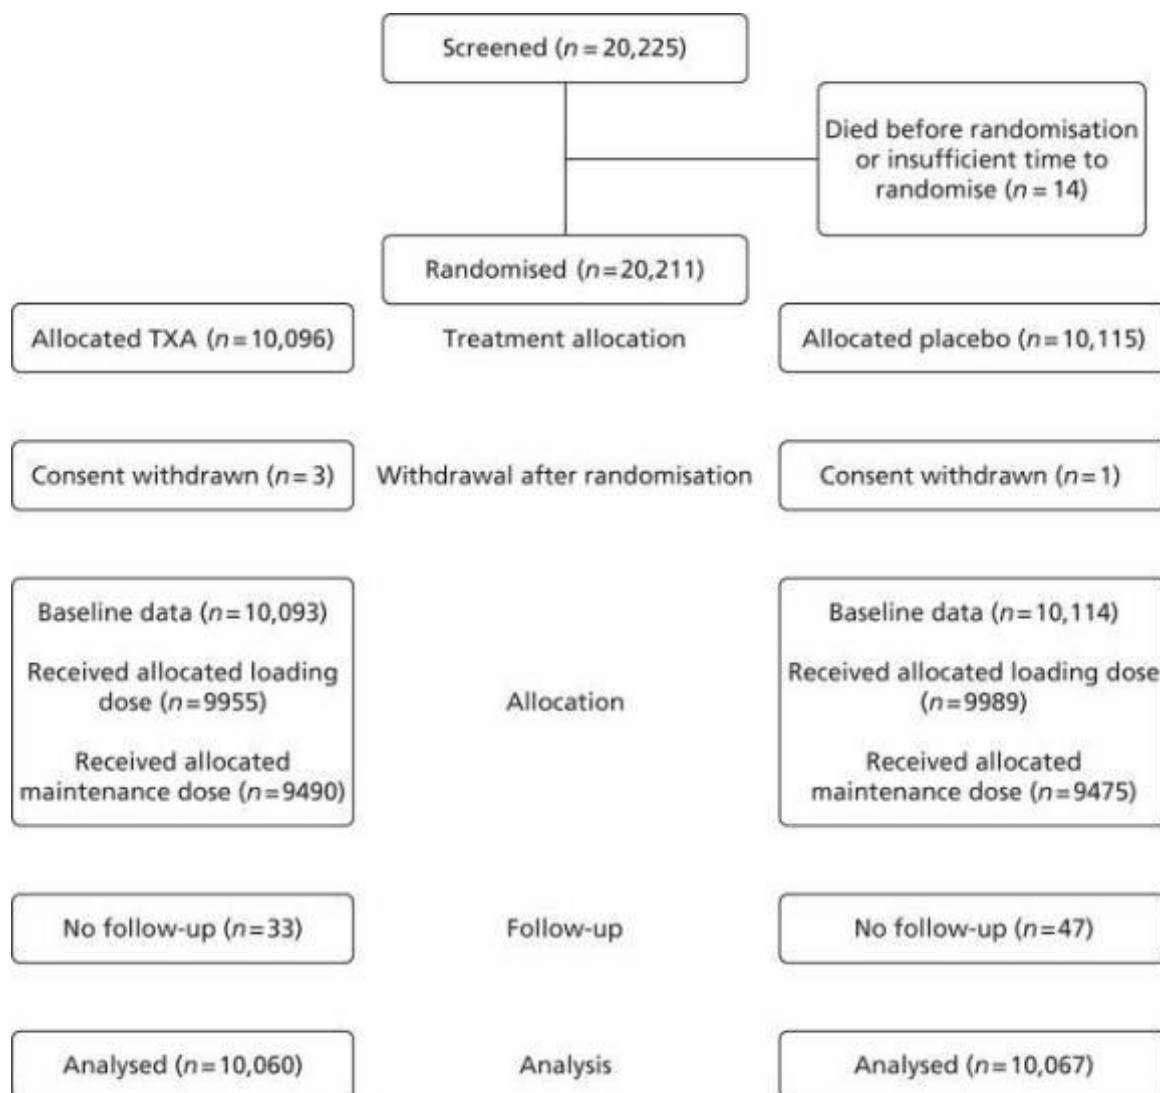 Screened (n = 20,225)
Died before randomisation
or insufficient time to
randomise (n = 14)
Randomised (n=20,211)
Allocated TXA (n=10,096)
Treatment allocation
Allocated placebo (n=10,115)
Consent withdrawn (n=3)
Withdrawal after randomisation
Consent withdrawn (n=1)
Baseline data (n=10,093)
Received allocated loading
dose (n=9955)
Received allocated
maintenance dose (n=9490)
Allocation
Baseline data (n=10,114)
Received allocated loading dose
(n=9989)
Received allocated
maintenance dose (n=9475)
No follow-up (n=33)
Follow-up
No follow-up (n=47)
Analysed (n=10,060)
Analysis
Analysed (n=10,067)